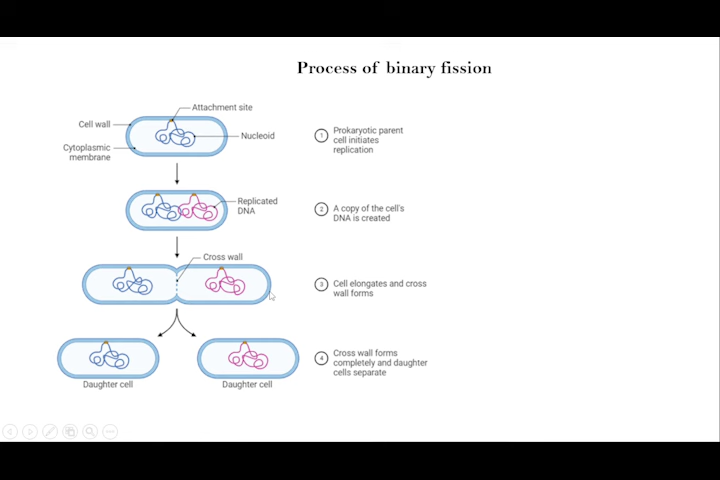 Process of binary fission
Attachment site
Cell wall
Nucleoid
Cytoplasmic
membrane
1 Prokaryotic parent
cell initiates
replication
Replicated
DNA
2 A copy of the cell's
DNA is created
Cross wall
3 Cell elongates and cross
wall forms
4 Cross wall forms
completely and daughter
cells separate
Daughter cell
Daughter cell